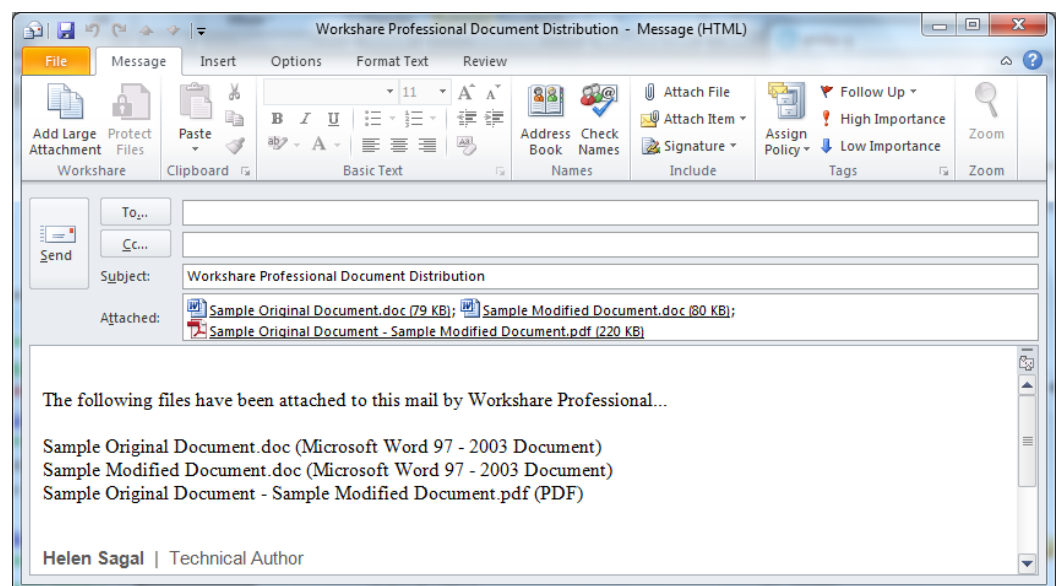 Workshare Professional Document Distribution - Message (HTML)
File Message Insert Options Format Text Review
Add Large Attachment
Protect Files
Workshare
Paste
Clipboard
11 A A
B I U
ab A Aa
Basic Text
Address Book
Check Names
Names
Attach File
Attach Item
Signature
Include
Assign Policy
Follow Up
High Importance
Low Importance
Tags
Zoom
Zoom
Send
To...
Cc...
Subject: Workshare Professional Document Distribution
Attached: Sample Original Document.doc (79 KB); Sample Modified Document.doc (80 KB);
Sample Original Document - Sample Modified Document.pdf (220 KB)
The following files have been attached to this mail by Workshare Professional...
Sample Original Document.doc (Microsoft Word 97 - 2003 Document)
Sample Modified Document.doc (Microsoft Word 97 - 2003 Document)
Sample Original Document - Sample Modified Document.pdf (PDF)
Helen Sagal | Technical Author